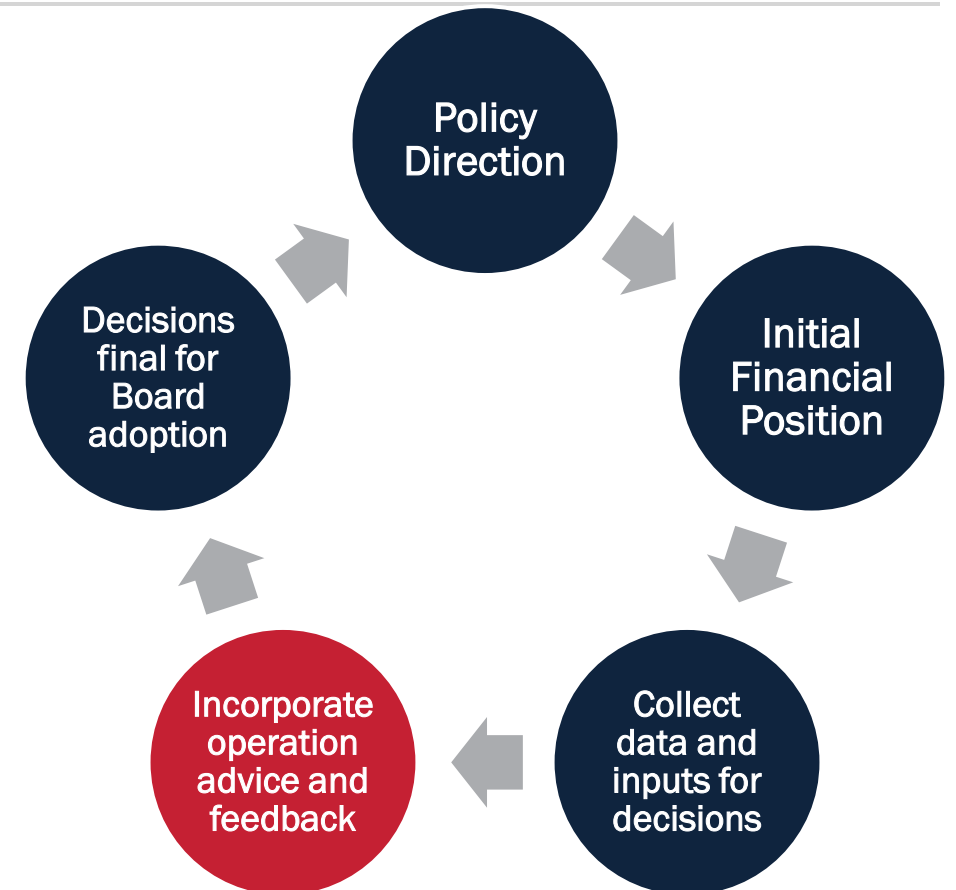 Policy
Direction
Initial
Financial
Position
Collect
data and
inputs for
decisions
Incorporate
operation
advice and
feedback
Decisions
final for
Board
adoption